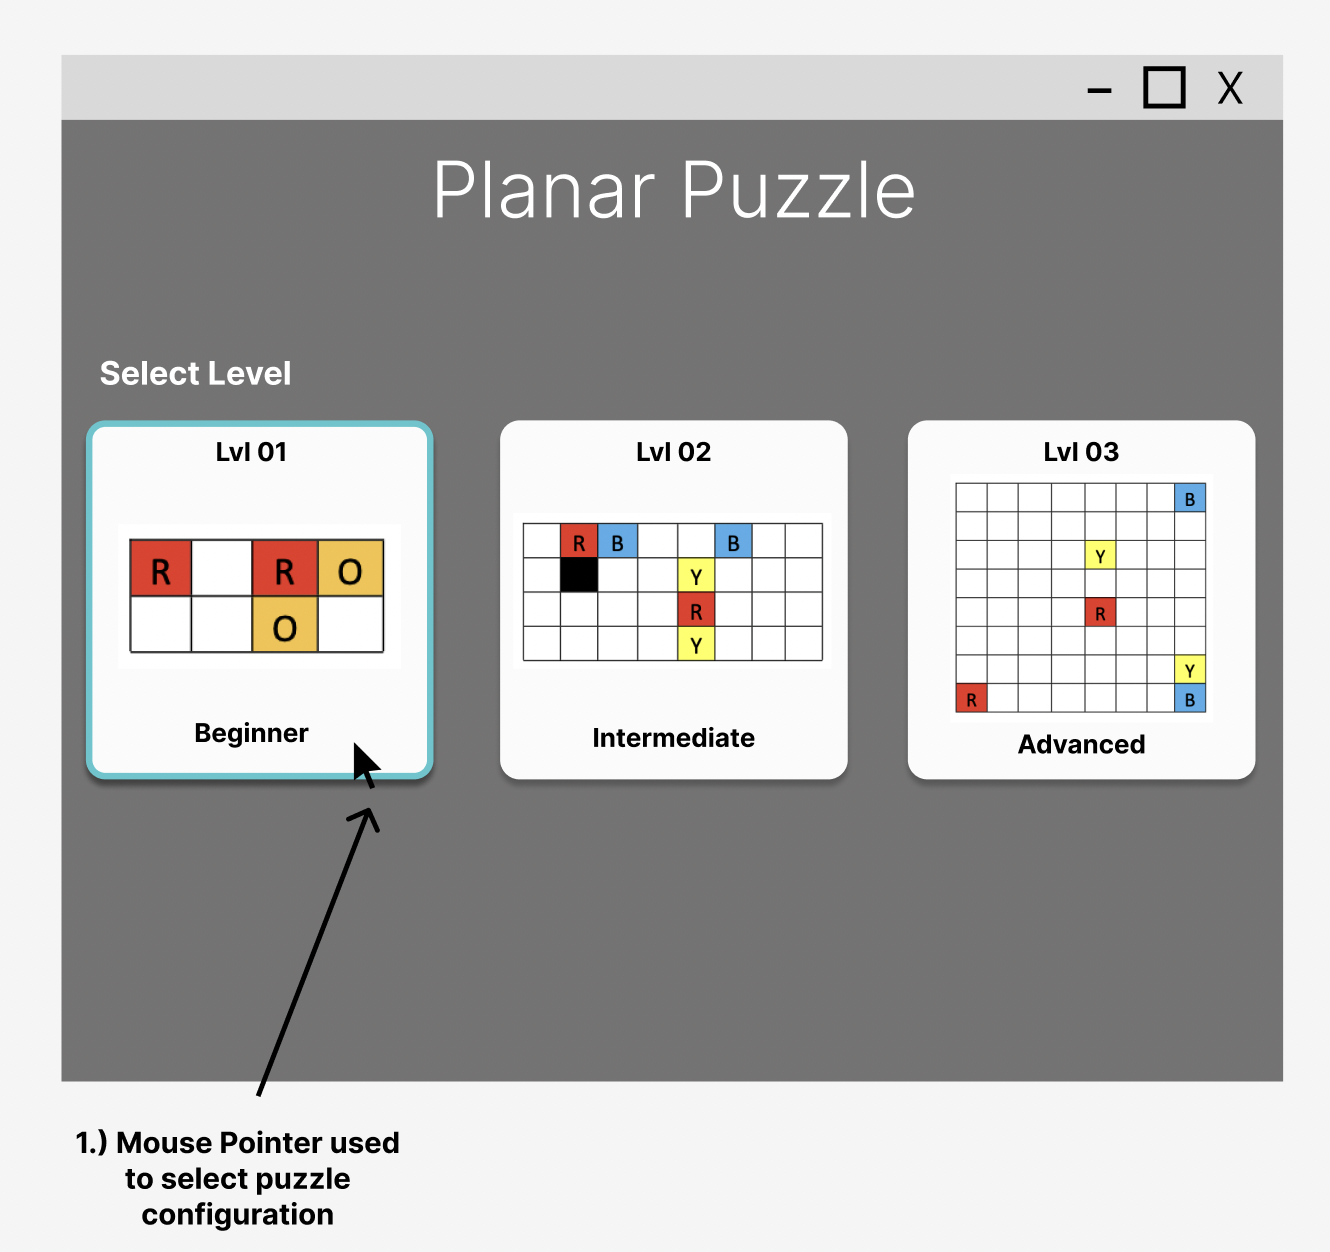 – X
Planar Puzzle
Select Level
Lvl 01
R R O
O
Beginner
Lvl 02
R B B
Y
R
Y
Intermediate
Lvl 03
B
Y
R
Y
R B
Advanced
1.) Mouse Pointer used
to select puzzle
configuration